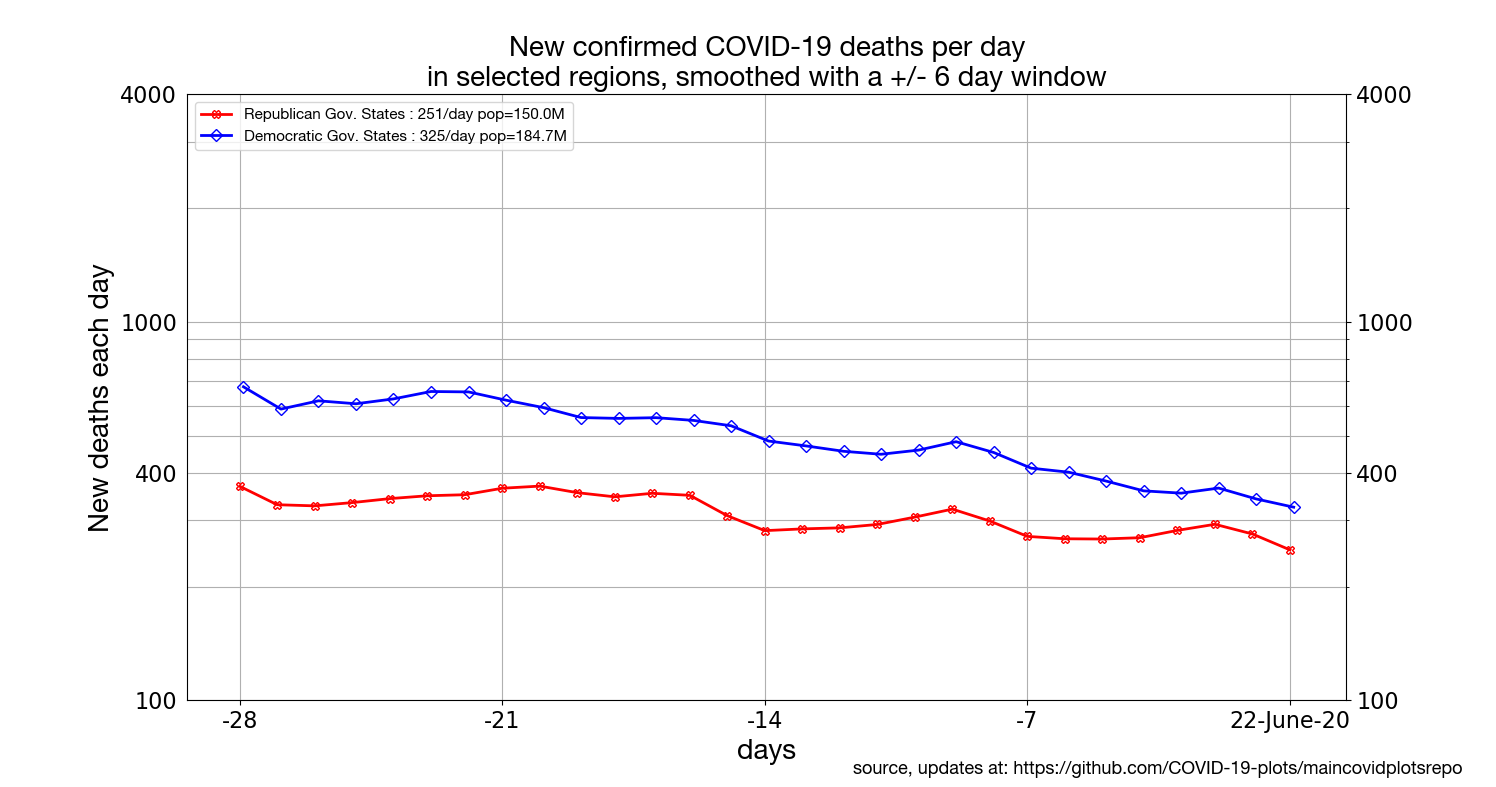 New confirmed COVID-19 deaths per day
in selected regions, smoothed with a +/- 6 day window
4000
4000
Republican Gov. States : 251/day pop=150.0M
Democratic Gov. States : 325/day pop=184.7M
New deaths each day
1000
1000
400
400
100
100
-28
-21
-14
-7
22-June-20
days
source, updates at: https://github.com/COVID-19-plots/maincovidplotsrepo